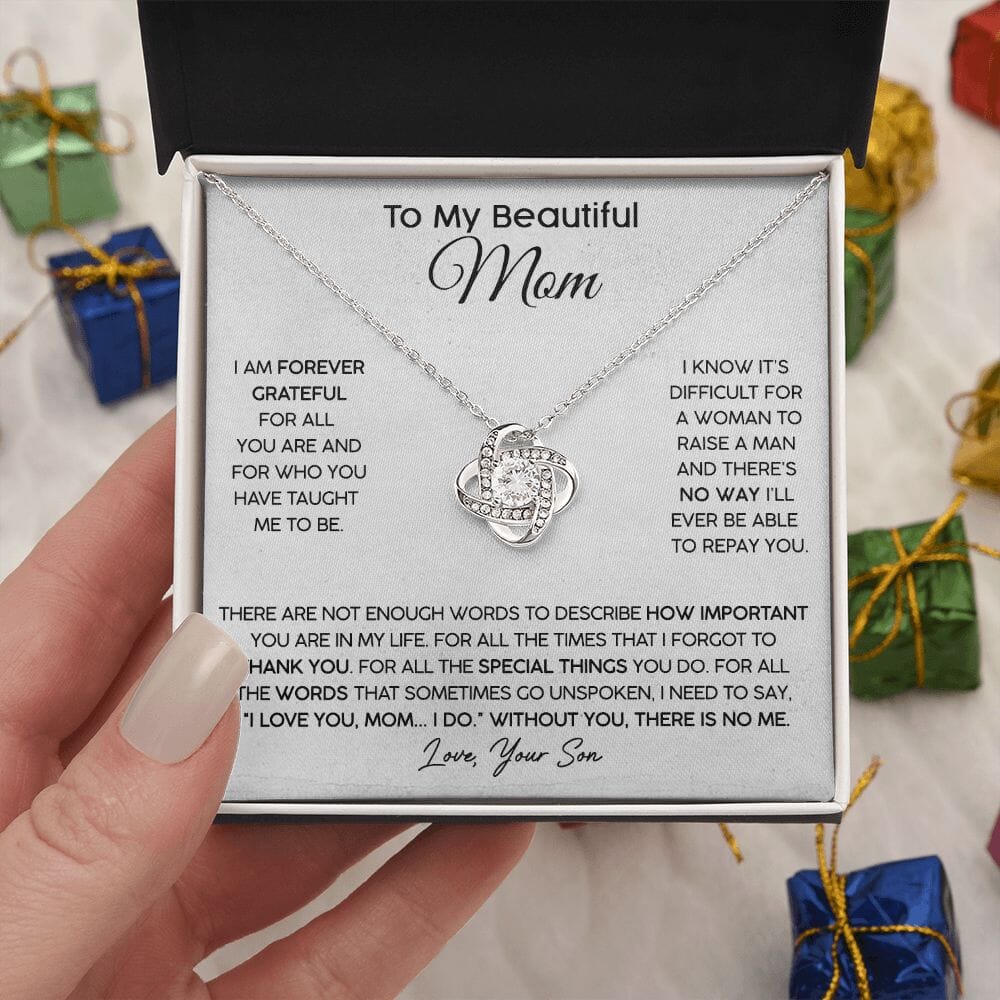 To My Beautiful
Mom
I AM FOREVER
GRATEFUL
FOR ALL
YOU ARE AND
FOR WHO YOU
HAVE TAUGHT
ME TO BE.
I KNOW IT'S
DIFFICULT FOR
A WOMAN TO
RAISE A MAN
AND THERE'S
NO WAY I'LL
EVER BE ABLE
TO REPAY YOU.
THERE ARE NOT ENOUGH WORDS TO DESCRIBE HOW IMPORTANT
YOU ARE IN MY LIFE. FOR ALL THE TIMES THAT I FORGOT TO
THANK YOU. FOR ALL THE SPECIAL THINGS YOU DO. FOR ALL
THE WORDS THAT SOMETIMES GO UNSPOKEN, I NEED TO SAY,
"I LOVE YOU, MOM... I DO." WITHOUT YOU, THERE IS NO ME.
Love, Your Son